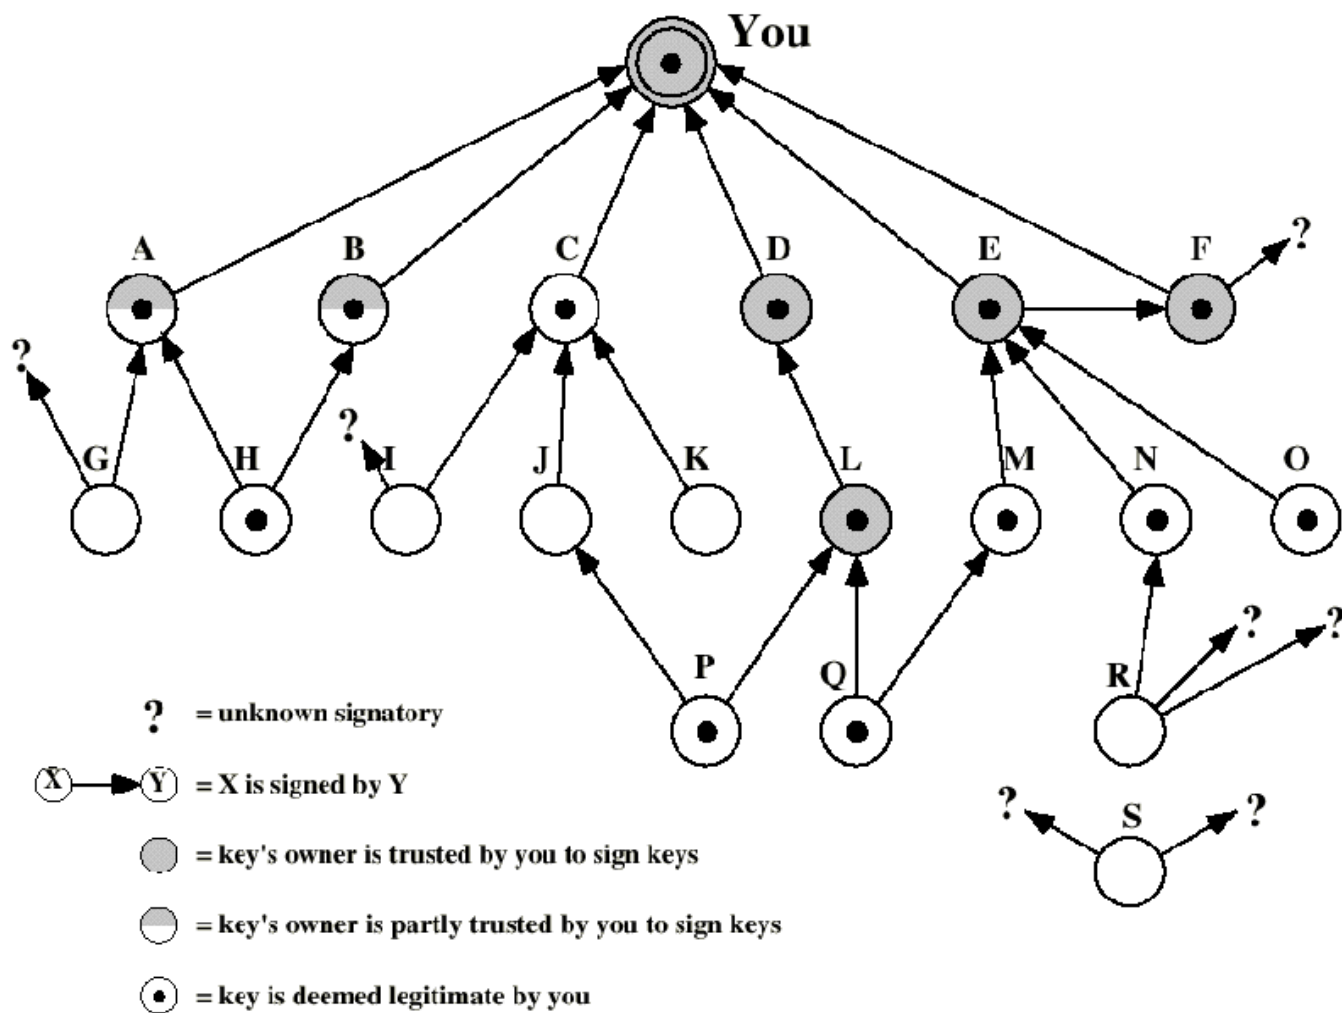 You
A B C D E F ?
?
?
G H I J K L M N O
? ?
P Q R
? = unknown signatory
X Y = X is signed by Y
? S ?
= key's owner is trusted by you to sign keys
= key's owner is partly trusted by you to sign keys
= key is deemed legitimate by you